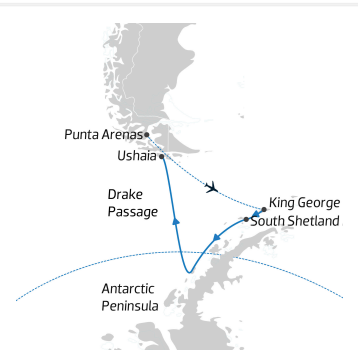 Punta Arenas
Ushaia
King George
South Shetland
Drake
Passage
Antarctic
Peninsula